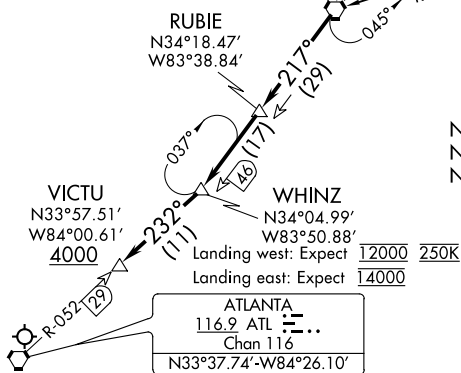 RUBIE
N34°18.47'
W83°38.84'
045°
217°
(29)
037°
(17)
46
VICTU
N33°57.51'
W84°00.61'
4000
232°
(11)
WHINZ
N34°04.99'
W83°50.88'
Landing west: Expect 12000 250K
Landing east: Expect 14000
R-052
29
ATLANTA
116.9 ATL
Chan 116
N33°37.74'-W84°26.10'
N
N
N